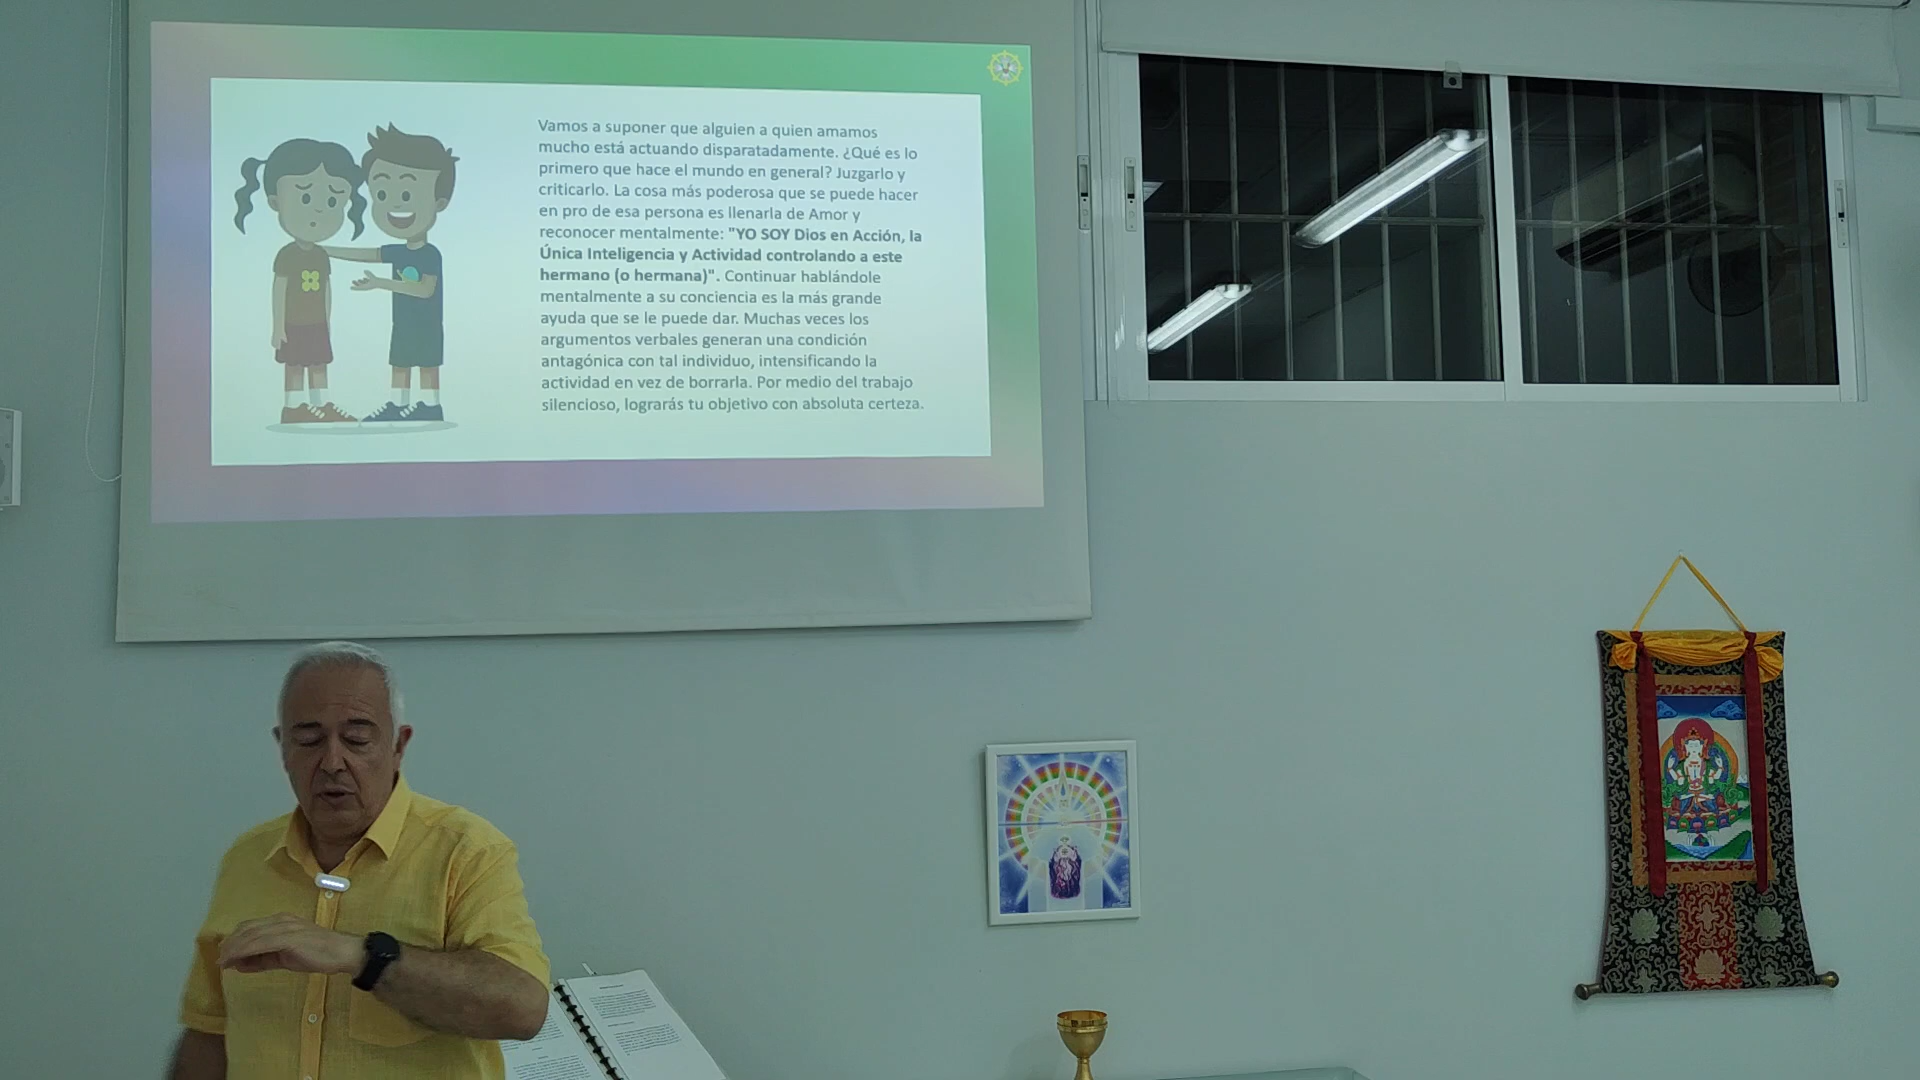 Vamos a suponer que alguien a quien amamos
mucho está actuando disparatadamente. ¿Qué es lo
primero que hace el mundo en general? Juzgarlo y
criticarlo. La cosa más poderosa que se puede hacer
en pro de esa persona es llenarla de Amor y
reconocer mentalmente: "YO SOY Dios en Acción, la
Única Inteligencia y Actividad controlando a este
hermano (o hermana)". Continuar hablándole
mentalmente a su conciencia es la más grande
ayuda que se le puede dar. Muchas veces los
argumentos verbales generan una condición
antagónica con tal individuo, intensificando la
actividad en vez de borrarla. Por medio del trabajo
silencioso, lograrás tu objetivo con absoluta certeza.